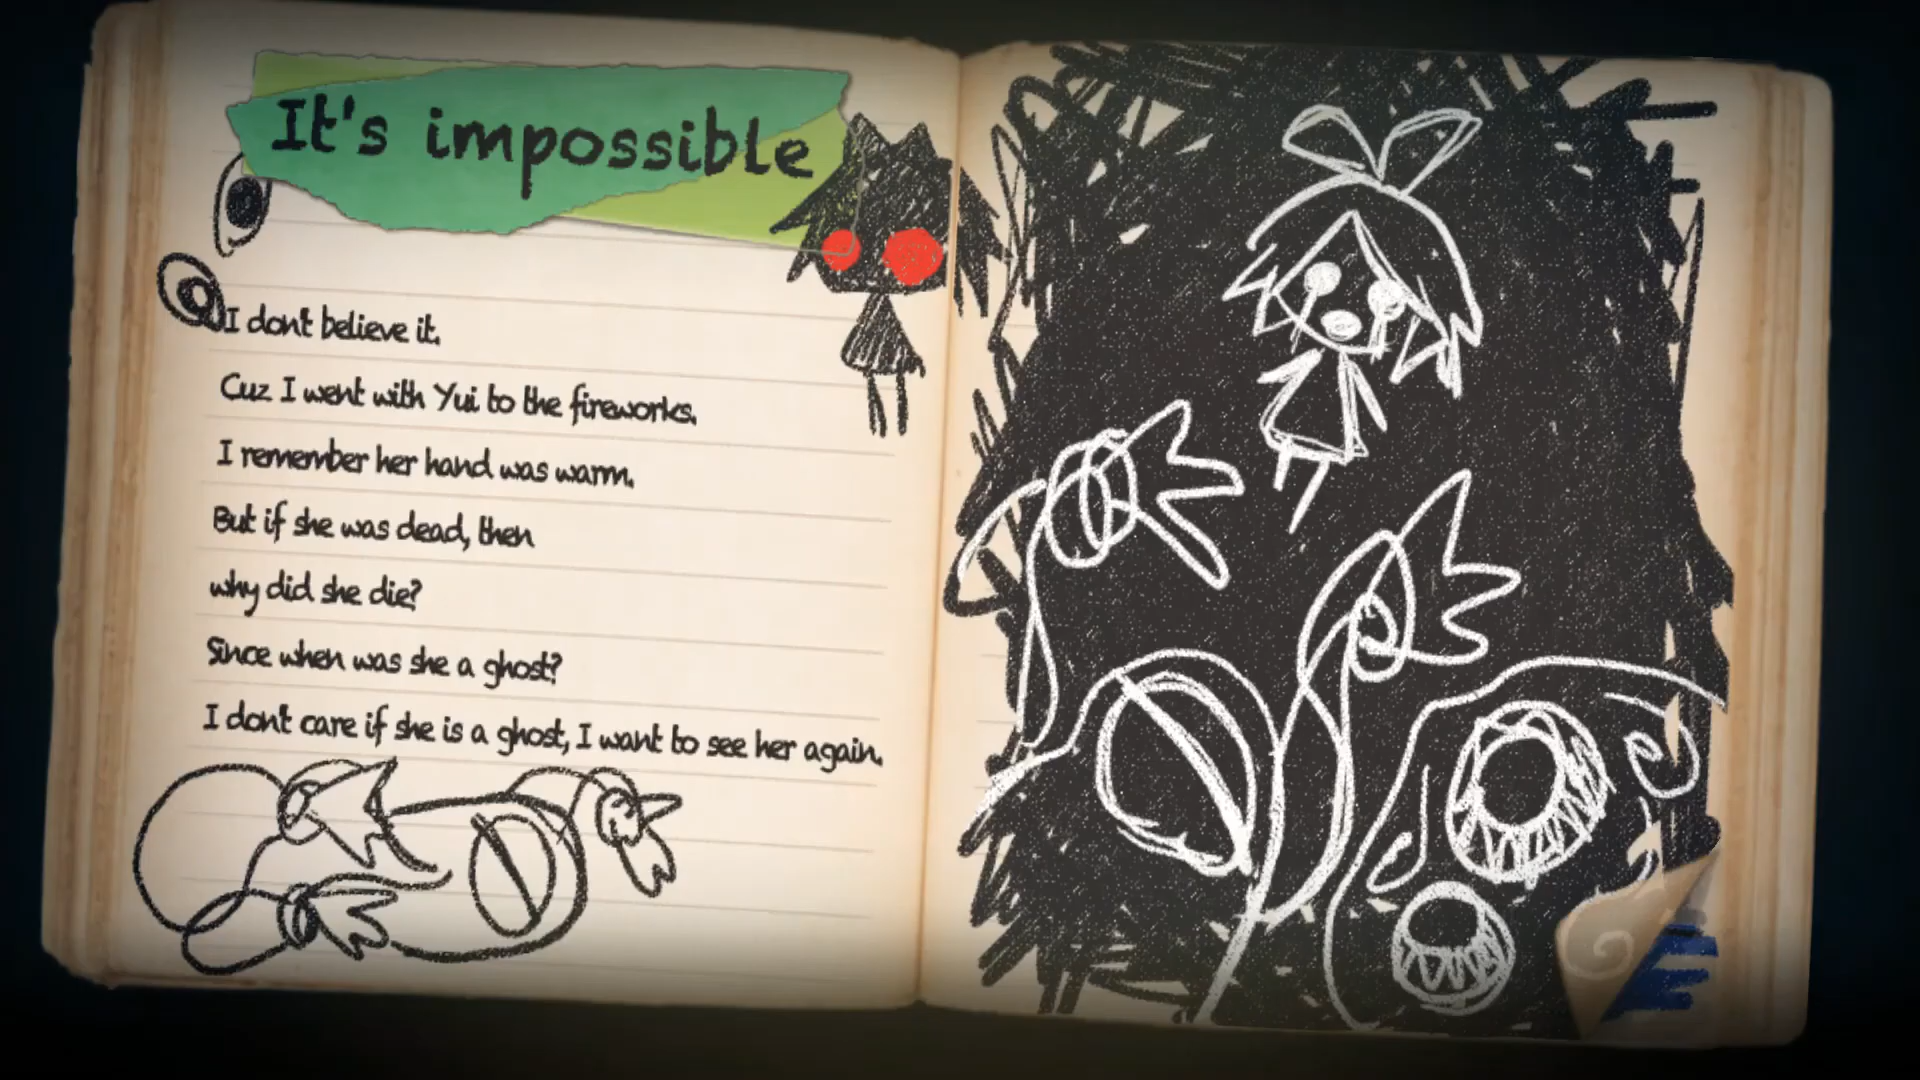 It's impossible
I don't believe it.
Cuz I went with Yui to the fireworks.
I remember her hand was warm.
But if she was dead, then
why did she die?
Since when was she a ghost?
I don't care if she is a ghost, I want to see her again.